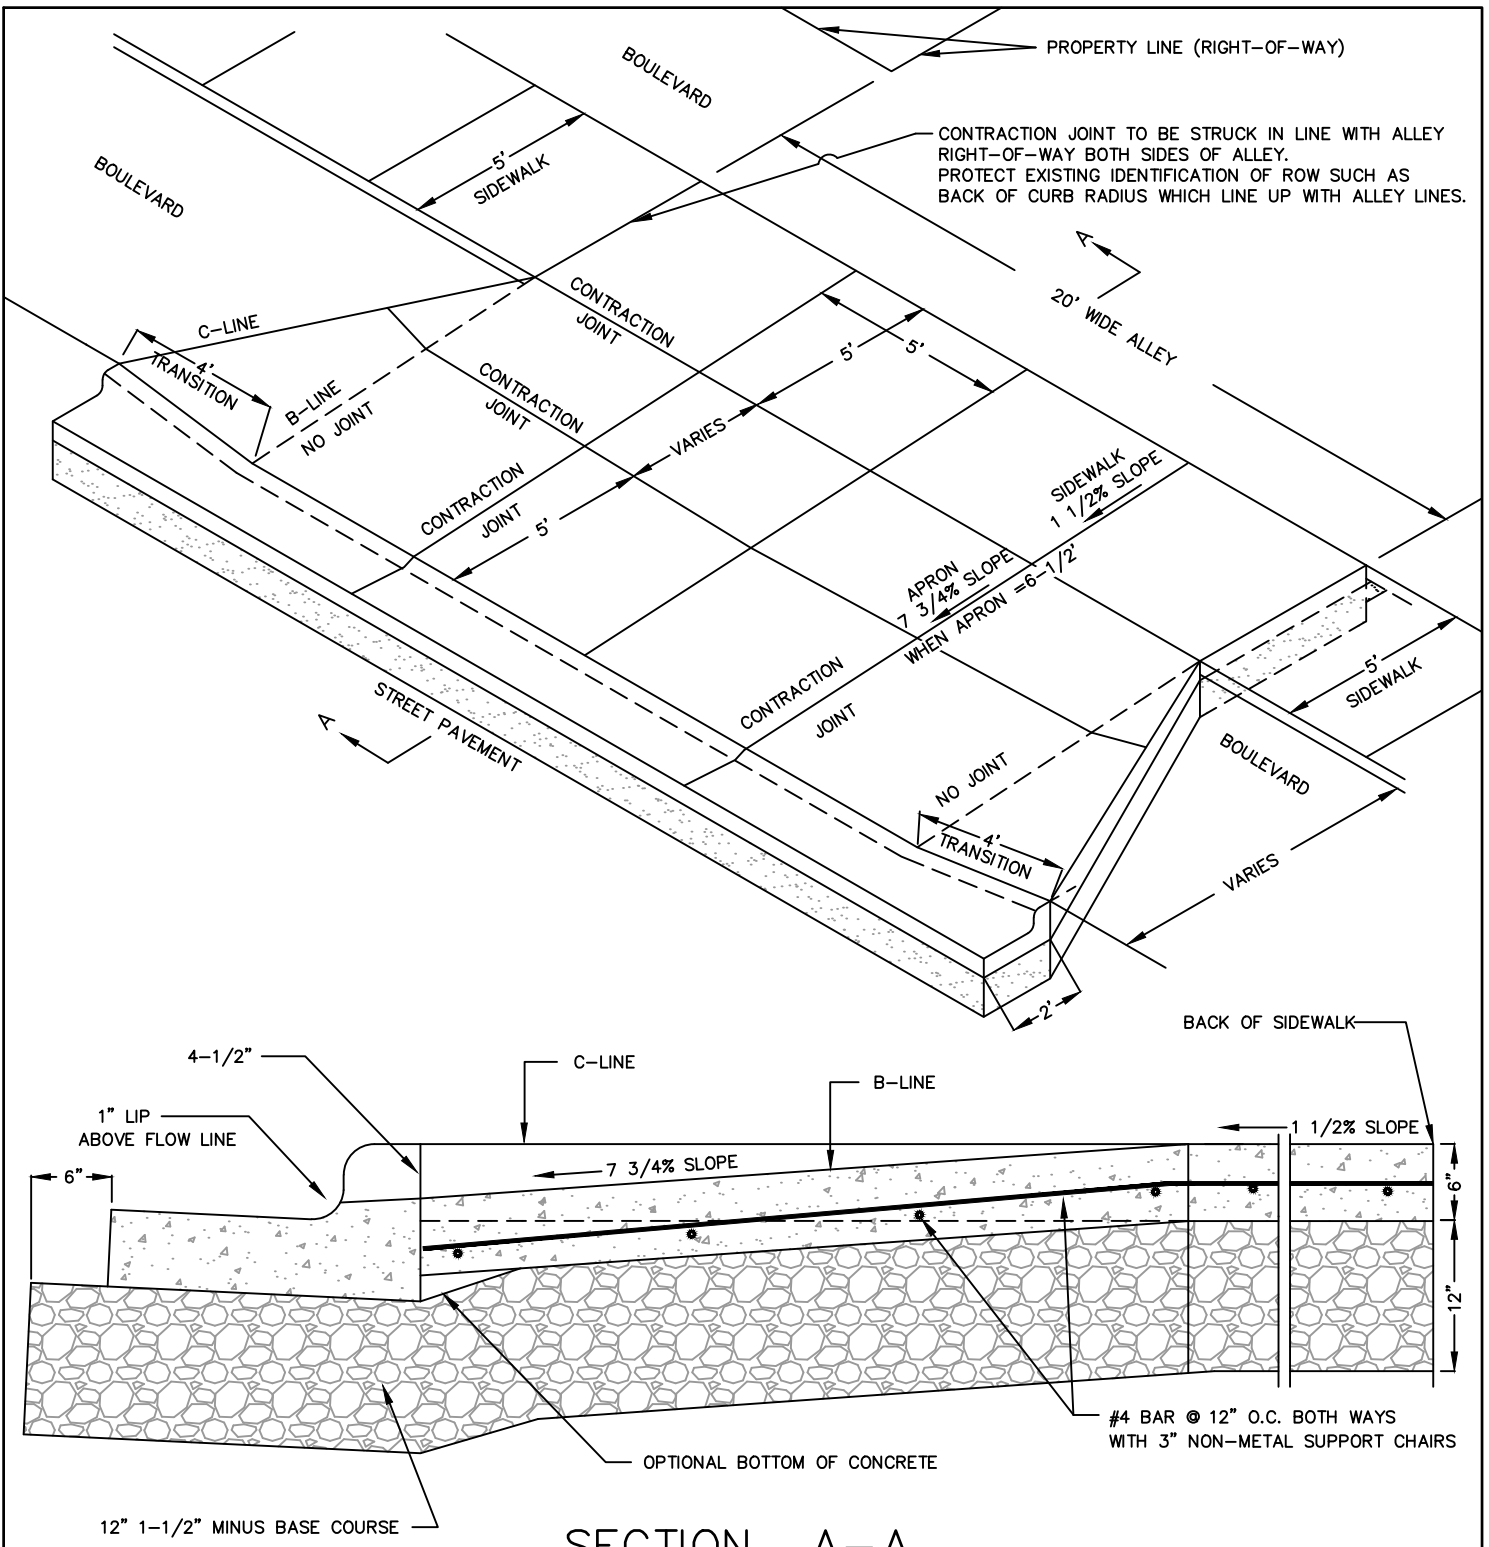 PROPERTY LINE (RIGHT-OF-WAY)
BOULEVARD
CONTRACTION JOINT TO BE STRUCK IN LINE WITH ALLEY
RIGHT-OF-WAY BOTH SIDES OF ALLEY.
PROTECT EXISTING IDENTIFICATION OF ROW SUCH AS
BACK OF CURB RADIUS WHICH LINE UP WITH ALLEY LINES.
BOULEVARD
5'
SIDEWALK
A
20' WIDE ALLEY
C-LINE
4'
TRANSITION
B-LINE
NO JOINT
CONTRACTION
JOINT
CONTRACTION
JOINT
5'
5'
VARIES
CONTRACTION
JOINT
5'
SIDEWALK
1 1/2% SLOPE
APRON
7 3/4% SLOPE
WHEN APRON =6-1/2'
CONTRACTION
JOINT
STREET PAVEMENT
A
NO JOINT
4'
TRANSITION
5'
SIDEWALK
BOULEVARD
VARIES
2'
BACK OF SIDEWALK
4-1/2"
C-LINE
B-LINE
1" LIP
ABOVE FLOW LINE
1 1/2% SLOPE
7 3/4% SLOPE
6"
6"
12"
#4 BAR @ 12" O.C. BOTH WAYS
WITH 3" NON-METAL SUPPORT CHAIRS
OPTIONAL BOTTOM OF CONCRETE
12" 1-1/2" MINUS BASE COURSE
SECTION A-A